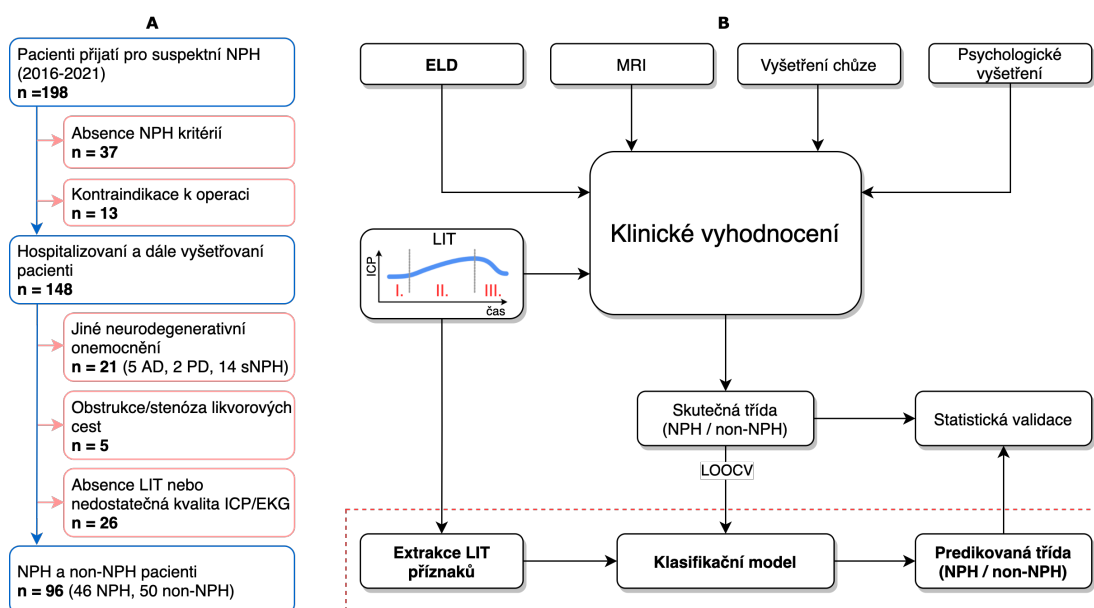 A
Pacienti přijatí pro suspektní NPH
(2016-2021)
n =198
Absence NPH kritérií
n = 37
Kontraindikace k operaci
n = 13
Hospitalizovaní a dále vyšetřovaní
pacienti
n = 148
Jiné neurodegenerativní
onemocnění
n = 21 (5 AD, 2 PD, 14 sNPH)
Obstrukce/stenóza likvorových
cest
n = 5
Absence LIT nebo
nedostatečná kvalita ICP/EKG
n = 26
NPH a non-NPH pacienti
n = 96 (46 NPH, 50 non-NPH)
B
ELD
MRI
Vyšetření chůze
Psychologické
vyšetření
Klinické vyhodnocení
LIT
ICP
I.
II.
III.
čas
Skutečná třída
(NPH / non-NPH)
Statistická validace
LOOCV
Extrakce LIT
příznaků
Klasifikační model
Predikovaná třída
(NPH / non-NPH)